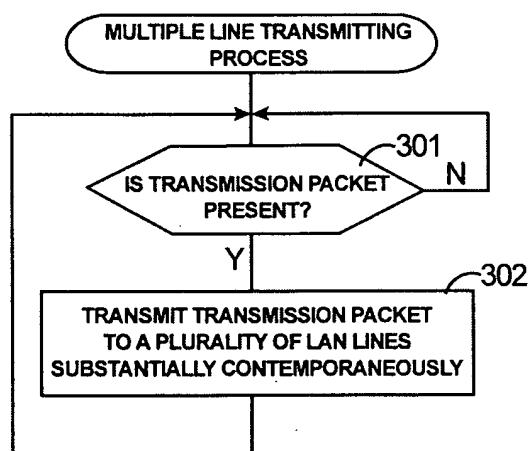 MULTIPLE LINE TRANSMITTING
PROCESS
301
IS TRANSMISSION PACKET
PRESENT?
N
Y
302
TRANSMIT TRANSMISSION PACKET
TO A PLURALITY OF LAN LINES
SUBSTANTIALLY CONTEMPORANEOUSLY